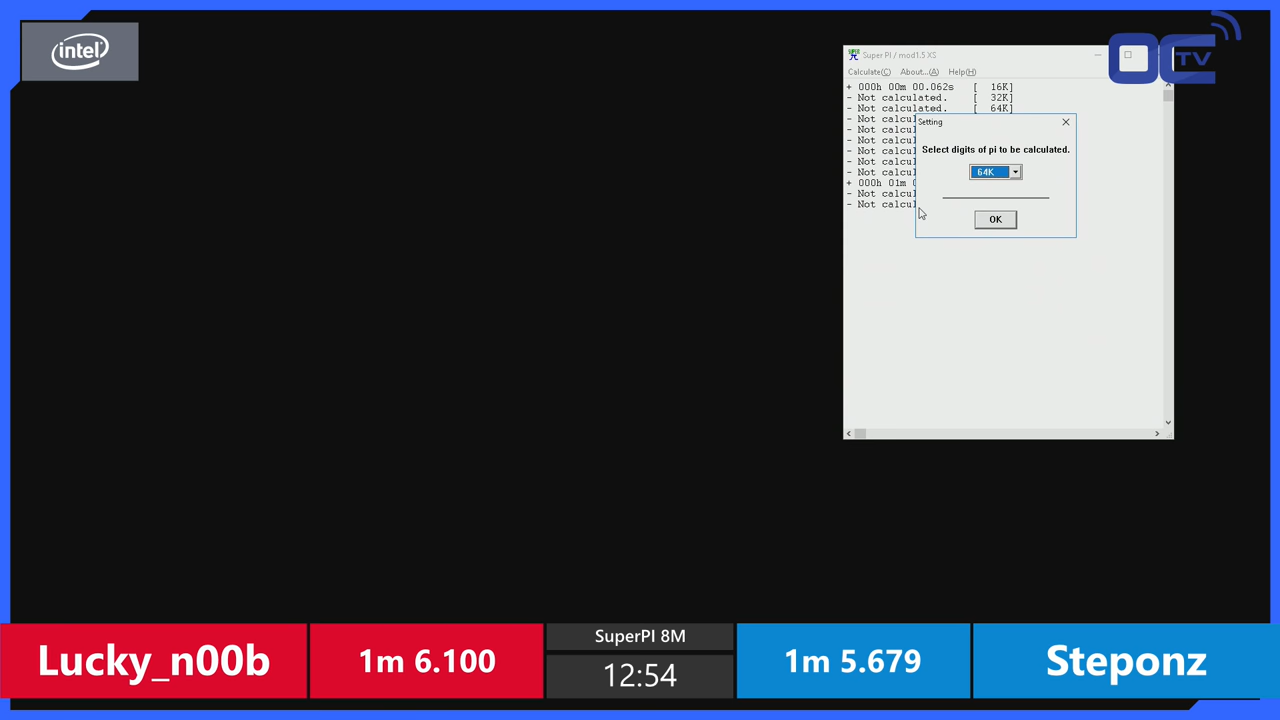 intel
OC
TV
Super PI / mod1.5 XS
Calculate(C) About...(A) Help(H)
+ 000h 00m 00.062s [ 16K]
- Not calculated. [ 32K]
- Not calculated. [ 64K]
- Not calcul
- Not calcul
- Not calcul
- Not calcul
- Not calcul
- Not calcul
+ 000h 01m 0
- Not calcul
- Not calcul
Setting
Select digits of pi to be calculated.
64K
OK
Lucky_n00b
1m 6.100
SuperPI 8M
12:54
1m 5.679
Steponz